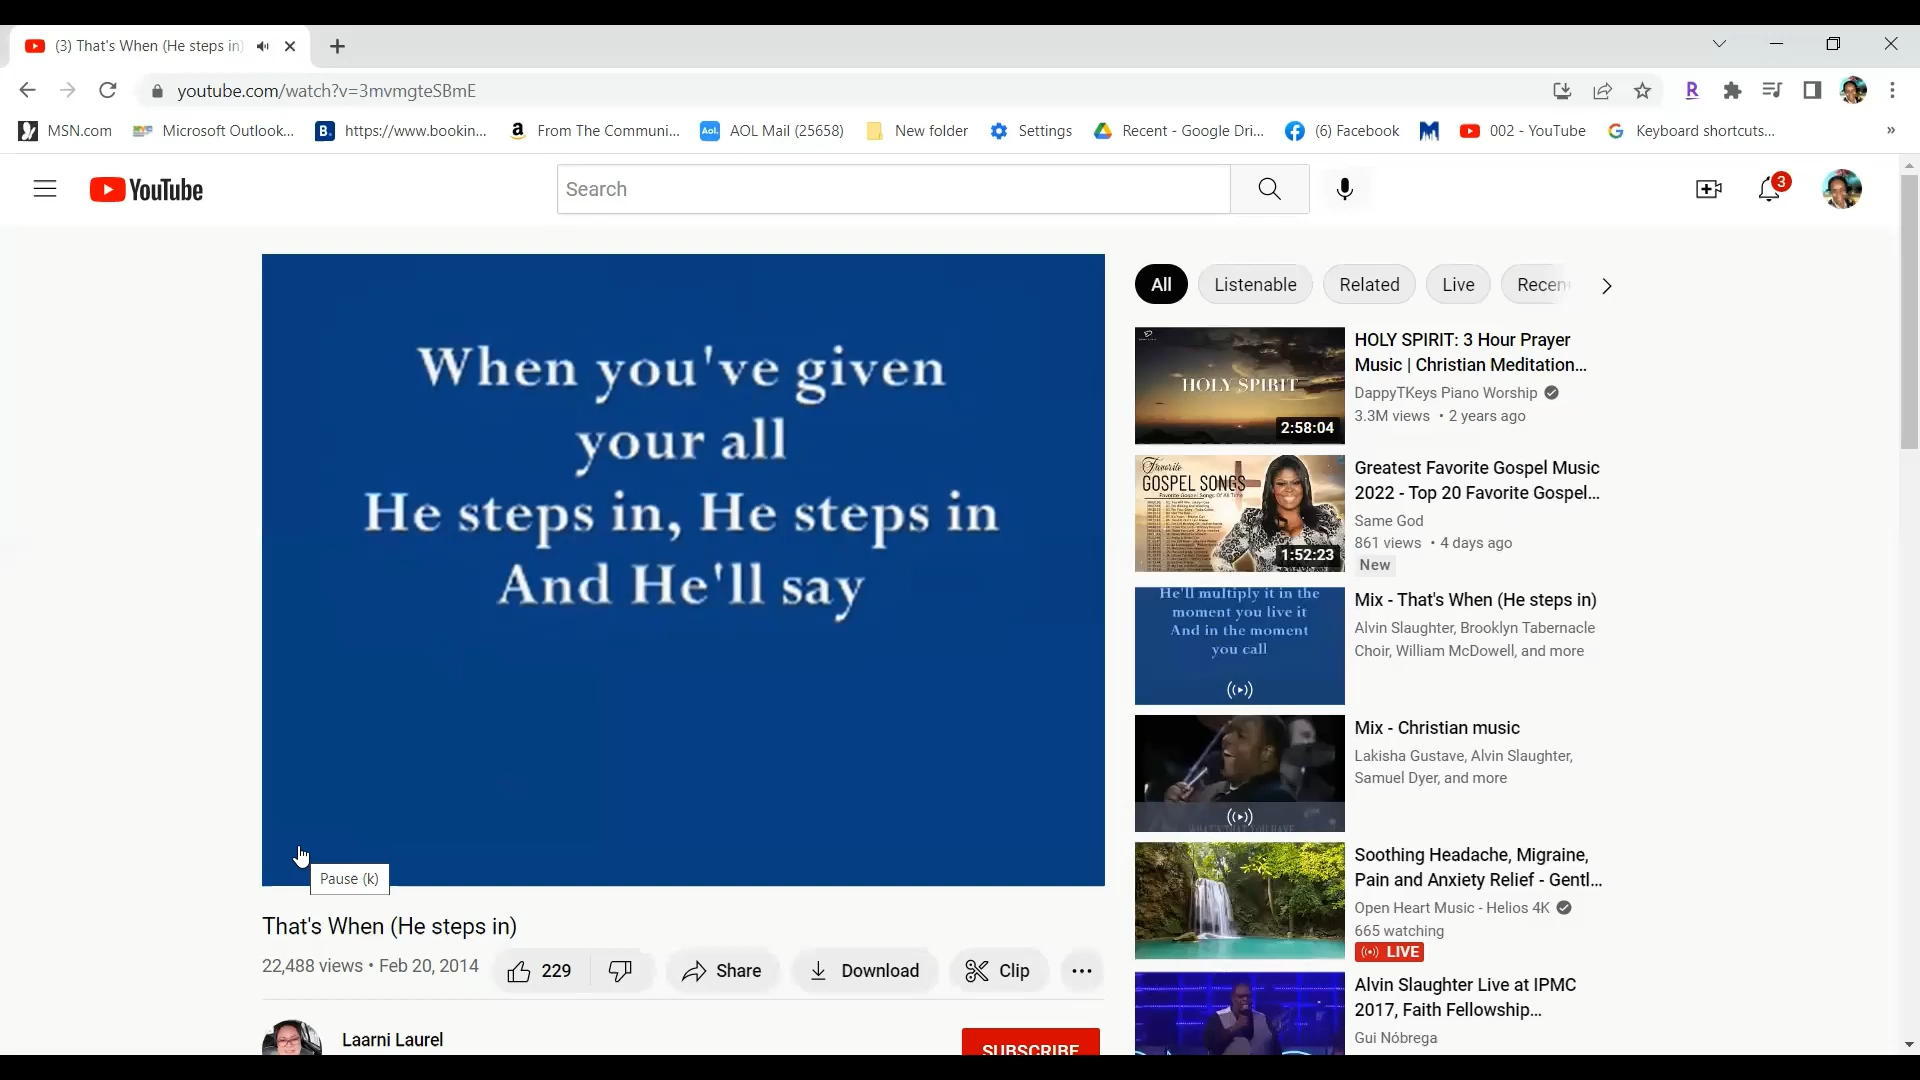 (3) That's When (He steps in)
youtube.com/watch?v=3mvmgteSBmE
MSN.com
Microsoft Outlook...
B. https://www.bookin...
From The Communi...
Aol. AOL Mail (25658)
New folder
Settings
Recent - Google Dri...
(6) Facebook
002 - YouTube
Keyboard shortcuts...
YouTube
Search
3
When you've given
your all
He steps in, He steps in
And He'll say
Pause (k)
That's When (He steps in)
22,488 views • Feb 20, 2014
229
Share
Download
Clip
Laarni Laurel
SUBSCRIBE
All
Listenable
Related
Live
Recen
HOLY SPIRIT
2:58:04
HOLY SPIRIT: 3 Hour Prayer
Music | Christian Meditation...
DappyTKeys Piano Worship
3.3M views • 2 years ago
Favorite
GOSPEL SONGS
Favorite Gospel Songs Of All Time
1:52:23
Greatest Favorite Gospel Music
2022 - Top 20 Favorite Gospel...
Same God
861 views • 4 days ago
New
He'll multiply it in the
moment you live it
And in the moment
you call
Mix - That's When (He steps in)
Alvin Slaughter, Brooklyn Tabernacle
Choir, William McDowell, and more
Mix - Christian music
Lakisha Gustave, Alvin Slaughter,
Samuel Dyer, and more
Soothing Headache, Migraine,
Pain and Anxiety Relief - Gentl...
Open Heart Music - Helios 4K
665 watching
LIVE
Alvin Slaughter Live at IPMC
2017, Faith Fellowship...
Gui Nóbrega